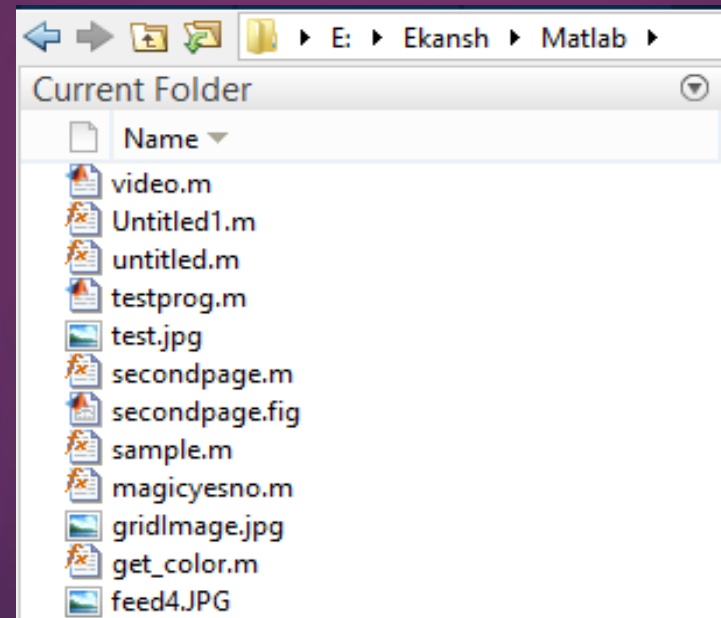 E: Ekansh Matlab
Current Folder
Name
video.m
Untitled1.m
untitled.m
testprog.m
test.jpg
secondpage.m
secondpage.fig
sample.m
magicyesno.m
gridImage.jpg
get_color.m
feed4.JPG